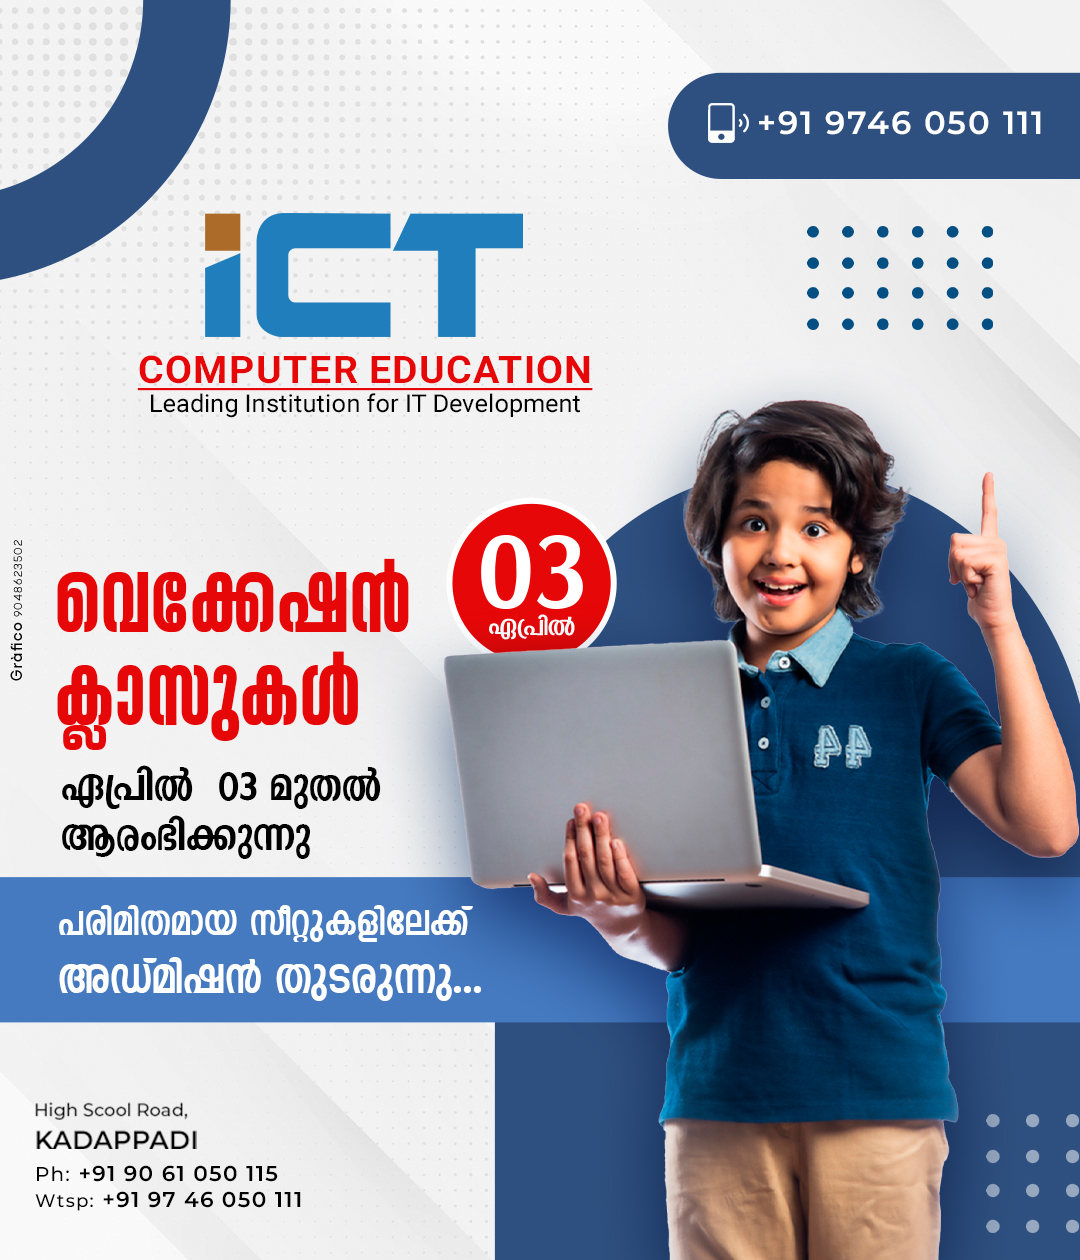 +91 9746 050 111
iCT
COMPUTER EDUCATION
Leading Institution for IT Development
03
ഏപ്രിൽ
വെക്കേഷൻ
ക്ലാസുകൾ
ഏപ്രിൽ 03 മുതൽ
ആരംഭിക്കുന്നു
പരിമിതമായ സീറ്റുകളിലേക്ക്
അഡ്മിഷൻ തുടരുന്നു...
High Scool Road,
KADAPPADI
Ph: +91 90 61 050 115
Wtsp: +91 97 46 050 111
Gràfico 9048623502